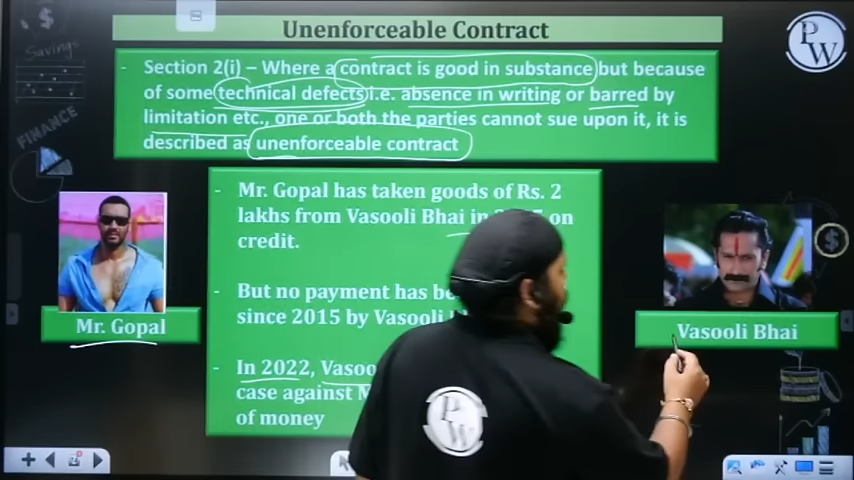 Unenforceable Contract
- Section 2(i) – Where a contract is good in substance but because
of some technical defects i.e. absence in writing or barred by
limitation etc., one or both the parties cannot sue upon it, it is
described as unenforceable contract
PW
Savings
FINANCE
- Mr. Gopal has taken goods of Rs. 2
lakhs from Vasooli Bhai in on
credit.
- But no payment has
since 2015 by Vasooli
- In 2022,
case against
of money
Mr. Gopal
Vasooli Bhai
PW